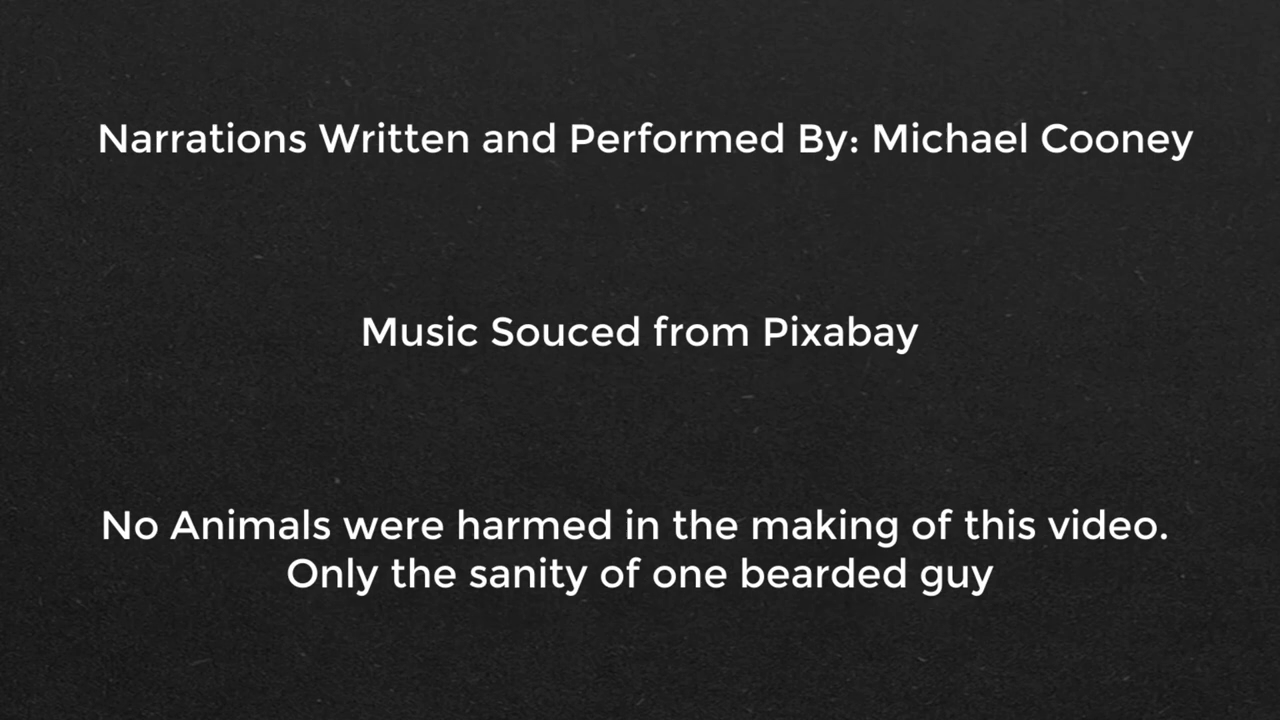 Narrations Written and Performed By: Michael Cooney
Music Souced from Pixabay
No Animals were harmed in the making of this video.
Only the sanity of one bearded guy